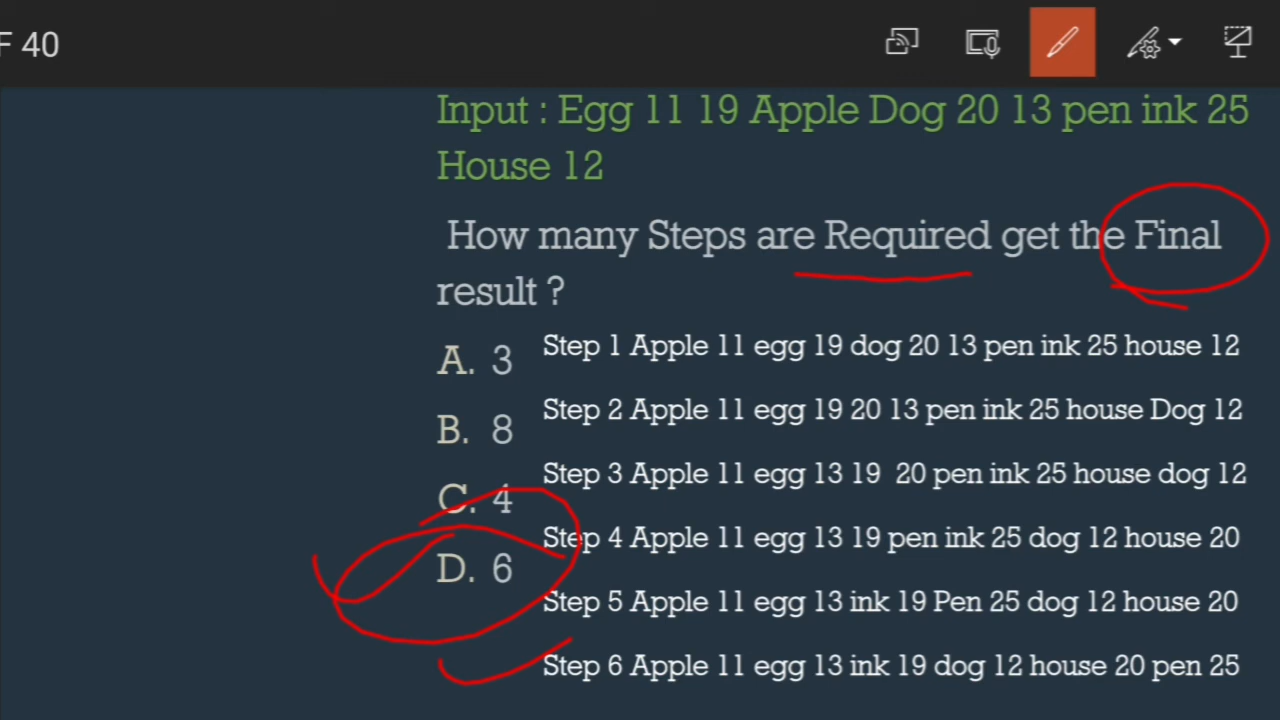 F 40
Input : Egg 11 19 Apple Dog 20 13 pen ink 25
House 12
How many Steps are Required get the Final
result ?
A. 3
B. 8
C. 4
D. 6
Step 1 Apple 11 egg 19 dog 20 13 pen ink 25 house 12
Step 2 Apple 11 egg 19 20 13 pen ink 25 house Dog 12
Step 3 Apple 11 egg 13 19 20 pen ink 25 house dog 12
Step 4 Apple 11 egg 13 19 pen ink 25 dog 12 house 20
Step 5 Apple 11 egg 13 ink 19 Pen 25 dog 12 house 20
Step 6 Apple 11 egg 13 ink 19 dog 12 house 20 pen 25